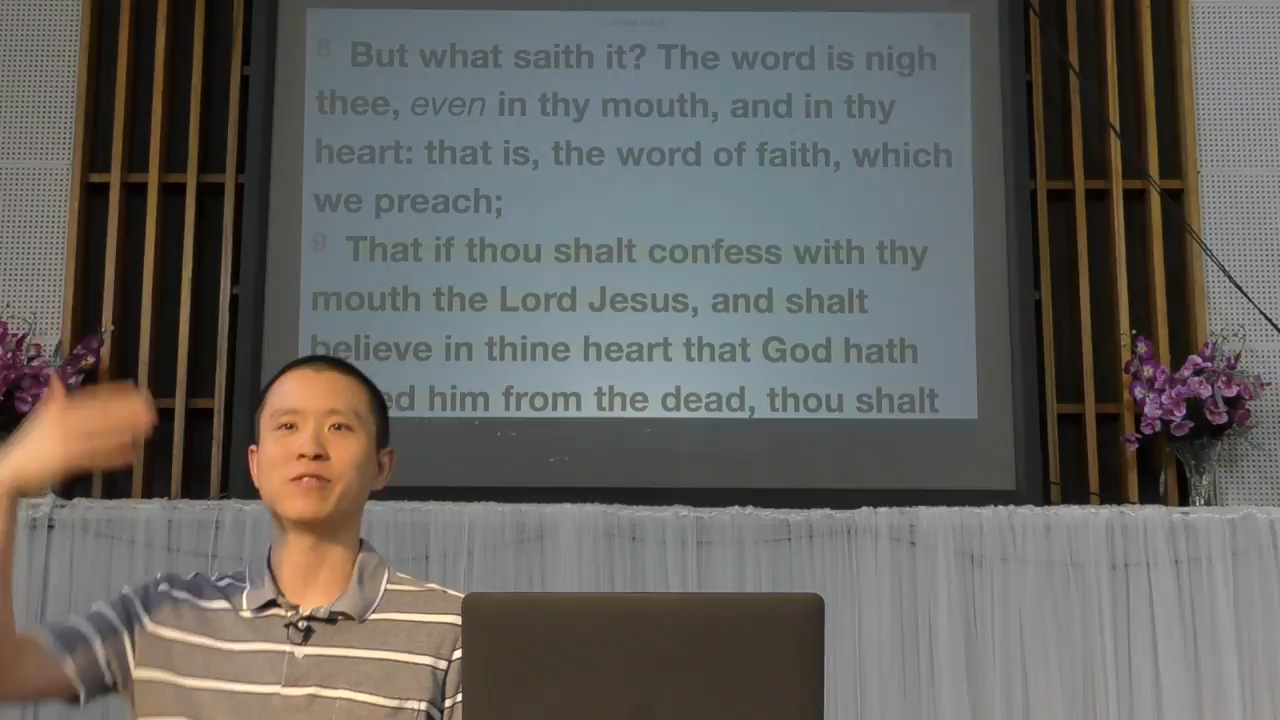 8 But what saith it? The word is nigh
thee, even in thy mouth, and in thy
heart: that is, the word of faith, which
we preach;
9 That if thou shalt confess with thy
mouth the Lord Jesus, and shalt
believe in thine heart that God hath
ed him from the dead, thou shalt